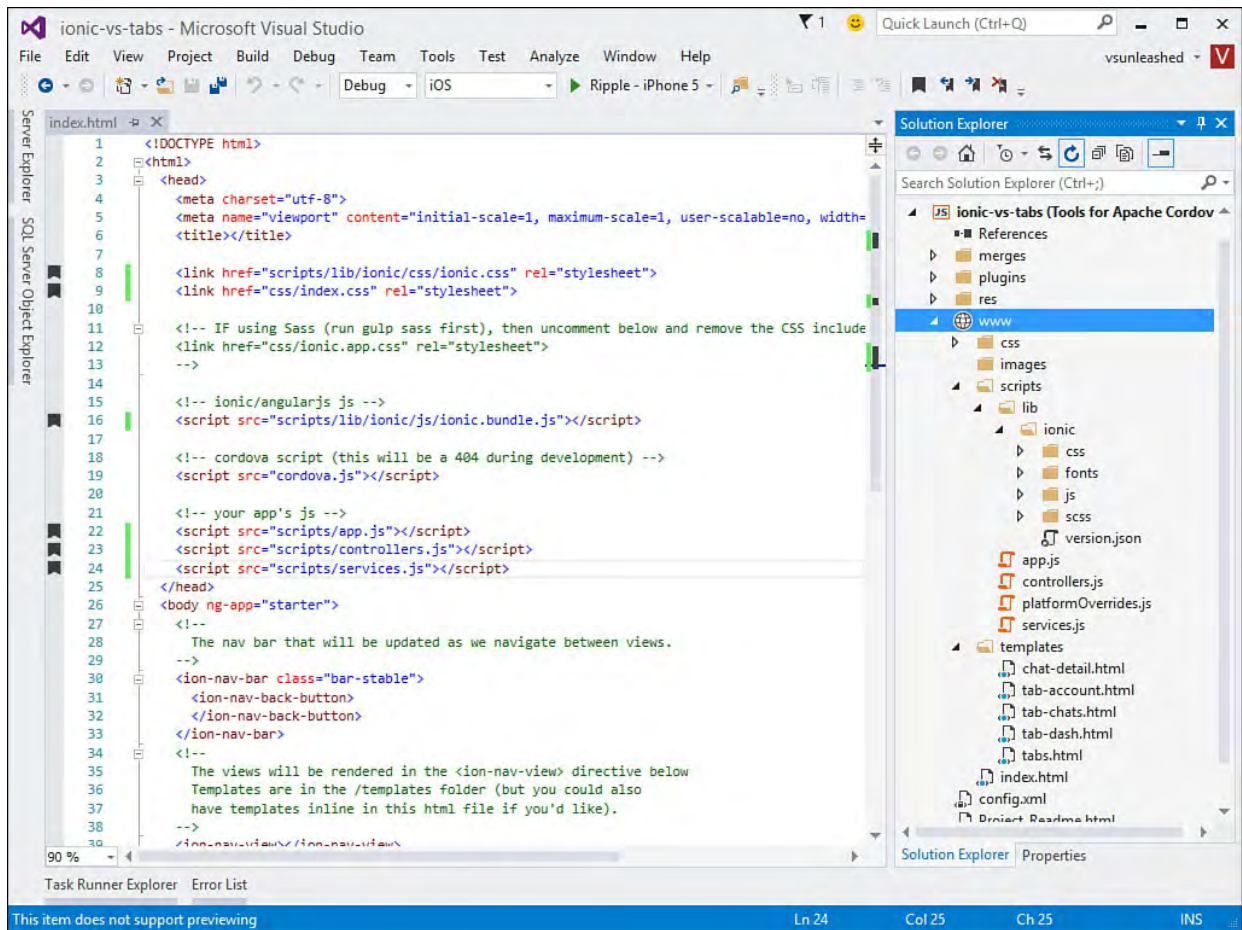 ionic-vs-tabs - Microsoft Visual Studio
1
Quick Launch (Ctrl+Q)
File Edit View Project Build Debug Team Tools Test Analyze Window Help
vsunleashed V
Debug iOS Ripple - iPhone 5
Server Explorer
SQL Server Object Explorer
index.html
1 <!DOCTYPE html>
2 <html>
3 <head>
4 <meta charset="utf-8">
5 <meta name="viewport" content="initial-scale=1, maximum-scale=1, user-scalable=no, width=
6 <title></title>
7
8 <link href="scripts/lib/ionic/css/ionic.css" rel="stylesheet">
9 <link href="css/index.css" rel="stylesheet">
10
11 <!-- IF using Sass (run gulp sass first), then uncomment below and remove the CSS include
12 <link href="css/ionic.app.css" rel="stylesheet">
13 -->
14
15 <!-- ionic/angularjs js -->
16 <script src="scripts/lib/ionic/js/ionic.bundle.js"></script>
17
18 <!-- cordova script (this will be a 404 during development) -->
19 <script src="cordova.js"></script>
20
21 <!-- your app's js -->
22 <script src="scripts/app.js"></script>
23 <script src="scripts/controllers.js"></script>
24 <script src="scripts/services.js"></script>
25 </head>
26 <body ng-app="starter">
27 <!--
28 The nav bar that will be updated as we navigate between views.
29 -->
30 <ion-nav-bar class="bar-stable">
31 <ion-nav-back-button>
32 </ion-nav-back-button>
33 </ion-nav-bar>
34 <!--
35 The views will be rendered in the <ion-nav-view> directive below
36 Templates are in the /templates folder (but you could also
37 have templates inline in this html file if you'd like).
38 -->
39 <ion-nav-view></ion-nav-view>
90 %
Solution Explorer
Search Solution Explorer (Ctrl+;)
JS ionic-vs-tabs (Tools for Apache Cordov
References
merges
plugins
res
www
css
images
scripts
lib
ionic
css
fonts
js
scss
version.json
app.js
controllers.js
platformOverrides.js
services.js
templates
chat-detail.html
tab-account.html
tab-chats.html
tab-dash.html
tabs.html
index.html
config.xml
Project_Readme.html
Solution Explorer Properties
Task Runner Explorer Error List
This item does not support previewing Ln 24 Col 25 Ch 25 INS